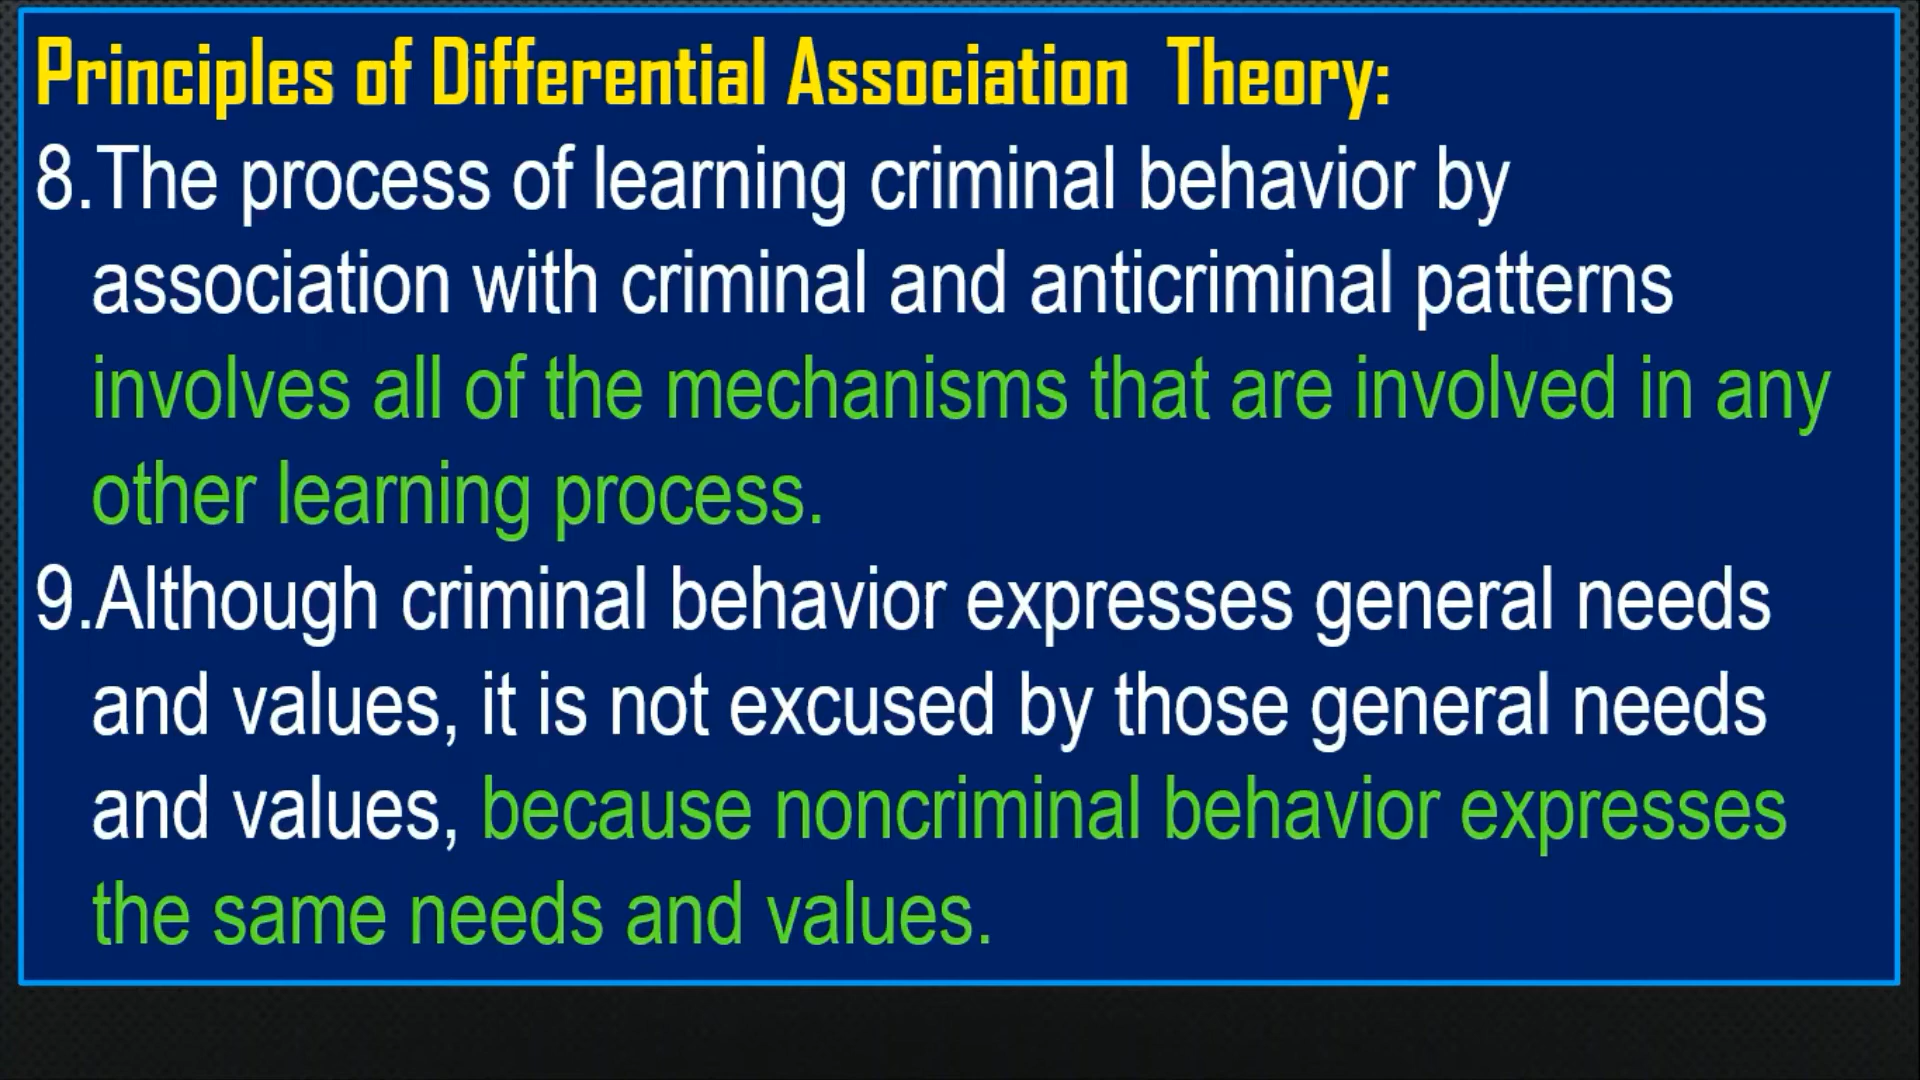 Principles of Differential Association Theory:
8.The process of learning criminal behavior by
association with criminal and anticriminal patterns
involves all of the mechanisms that are involved in any
other learning process.
9.Although criminal behavior expresses general needs
and values, it is not excused by those general needs
and values, because noncriminal behavior expresses
the same needs and values.